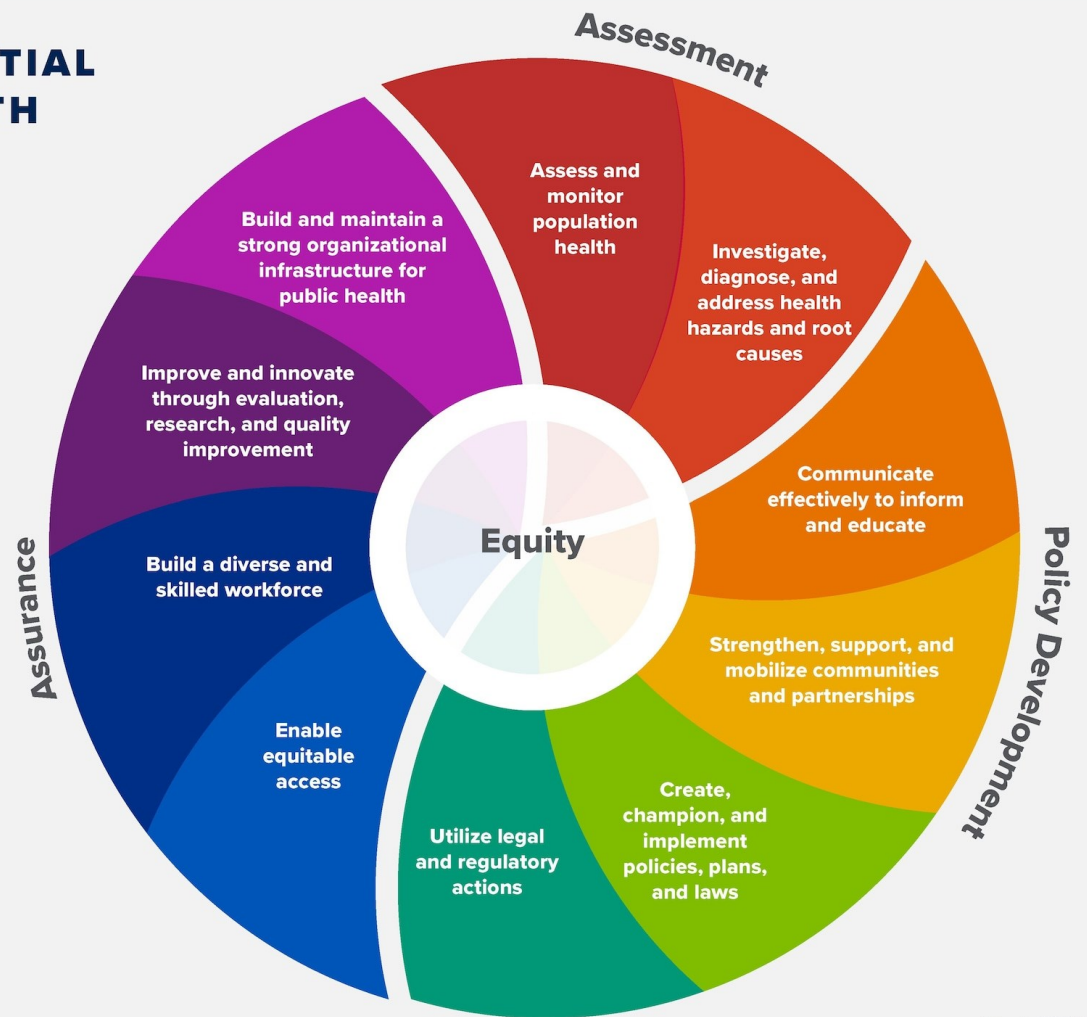 TIAL
TH
Assessment
Assess and
monitor
population
health
Investigate,
diagnose, and
address health
hazards and root
causes
Communicate
effectively to inform
and educate
Strengthen, support, and
mobilize communities
and partnerships
Policy Development
Create,
champion, and
implement
policies, plans,
and laws
Utilize legal
and regulatory
actions
Enable
equitable
access
Build a diverse and
skilled workforce
Assurance
Improve and innovate
through evaluation,
research, and quality
improvement
Build and maintain a
strong organizational
infrastructure for
public health
Equity